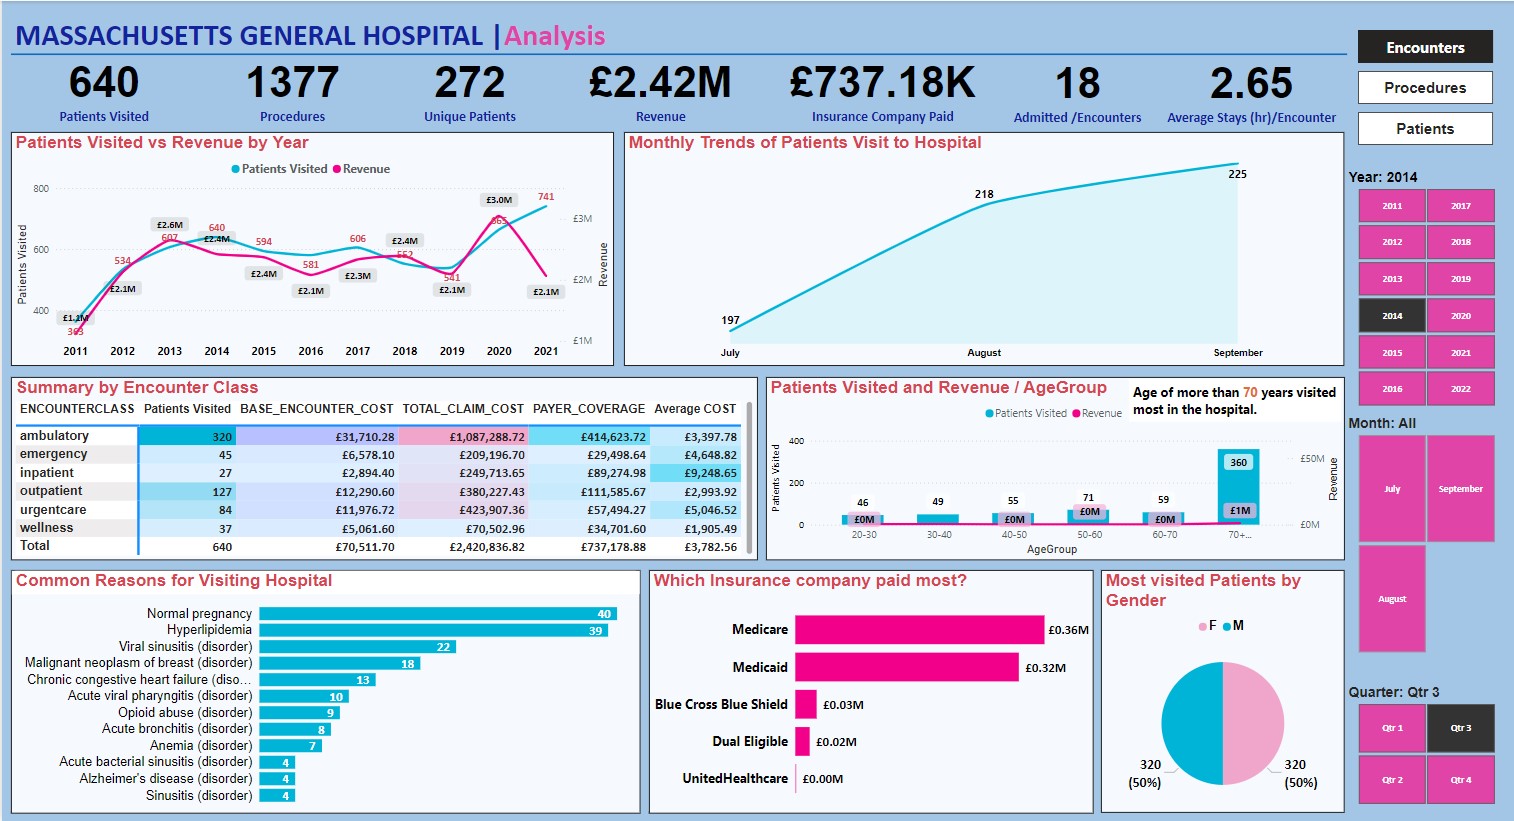 MASSACHUSETTS GENERAL HOSPITAL | Analysis
640 1377 272 £2.42M £737.18K 18 2.65
Patients Visited Procedures Unique Patients Revenue Insurance Company Paid Admitted /Encounters Average Stays (hr)/Encounter
Encounters
Procedures
Patients
Patients Visited vs Revenue by Year
Patients Visited Revenue
800
600
400
Patients Visited
£3M
£2M
£1M
Revenue
363 534 607 640 594 581 606 552 541 665 741
£1.1M £2.1M £2.6M £2.4M £2.4M £2.1M £2.3M £2.4M £2.1M £3.0M £2.1M
2011 2012 2013 2014 2015 2016 2017 2018 2019 2020 2021
Monthly Trends of Patients Visit to Hospital
197 218 225
July August September
Year: 2014
2011 2017
2012 2018
2013 2019
2014 2020
2015 2021
2016 2022
Summary by Encounter Class
ENCOUNTERCLASS Patients Visited BASE_ENCOUNTER_COST TOTAL_CLAIM_COST PAYER_COVERAGE Average COST
ambulatory 320 £31,710.28 £1,087,288.72 £414,623.72 £3,397.78
emergency 45 £6,578.10 £209,196.70 £29,498.64 £4,648.82
inpatient 27 £2,894.40 £249,713.65 £89,274.98 £9,248.65
outpatient 127 £12,290.60 £380,227.43 £111,585.67 £2,993.92
urgentcare 84 £11,976.72 £423,907.36 £57,494.27 £5,046.52
wellness 37 £5,061.60 £70,502.96 £34,701.60 £1,905.49
Total 640 £70,511.70 £2,420,836.82 £737,178.88 £3,782.56
Patients Visited and Revenue / AgeGroup
Age of more than 70 years visited
most in the hospital.
Patients Visited Revenue
400
200
0
Patients Visited
£50M
£0M
Revenue
46 49 55 71 59 360
£0M £0M £0M £0M £1M
20-30 30-40 40-50 50-60 60-70 70+...
AgeGroup
Month: All
July September
August
Common Reasons for Visiting Hospital
Normal pregnancy 40
Hyperlipidemia 39
Viral sinusitis (disorder) 22
Malignant neoplasm of breast (disorder) 18
Chronic congestive heart failure (diso... 13
Acute viral pharyngitis (disorder) 10
Opioid abuse (disorder) 9
Acute bronchitis (disorder) 8
Anemia (disorder) 7
Acute bacterial sinusitis (disorder) 4
Alzheimer's disease (disorder) 4
Sinusitis (disorder) 4
Which Insurance company paid most?
Medicare £0.36M
Medicaid £0.32M
Blue Cross Blue Shield £0.03M
Dual Eligible £0.02M
UnitedHealthcare £0.00M
Most visited Patients by
Gender
F M
320
(50%)
320
(50%)
Quarter: Qtr 3
Qtr 1 Qtr 3
Qtr 2 Qtr 4